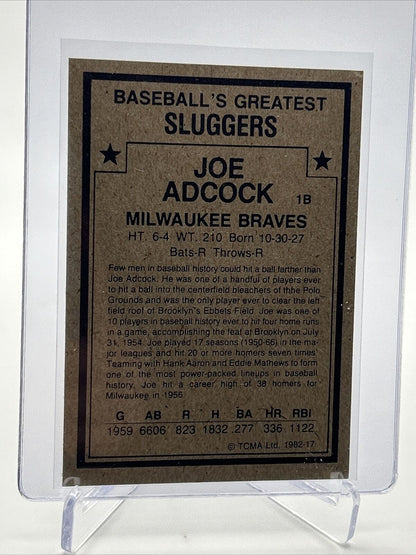 BASEBALL'S GREATEST
SLUGGERS
JOE
ADCOCK 1B
MILWAUKEE BRAVES
HT. 6-4 WT. 210 Born 10-30-27
Bats-R Throws-R
Few men in baseball history could hit a ball farther than
Joe Adcock. He was one of a handful of players ever
to hit a ball into the centerfield bleachers of thhe Polo
Grounds and was the only player ever to clear the left
field roof of Brooklyn's Ebbets Field. Joe was one of
10 players in baseball history ever to hit four home runs
in a game, accomplishing the feat at Brooklyn on July
31, 1954. Joe played 17 seasons (1950-66) in the ma-
jor leagues and hit 20 or more homers seven times'
Teaming with Hank Aaron and Eddie Mathews to form
one of the most power-packed lineups in baseball
history, Joe hit a career high of 38 homers for
Milwaukee in 1956
G AB R H BA HR RBI
1959 6606 823 1832 .277 336 1122
© TCMA Ltd. 1982-17